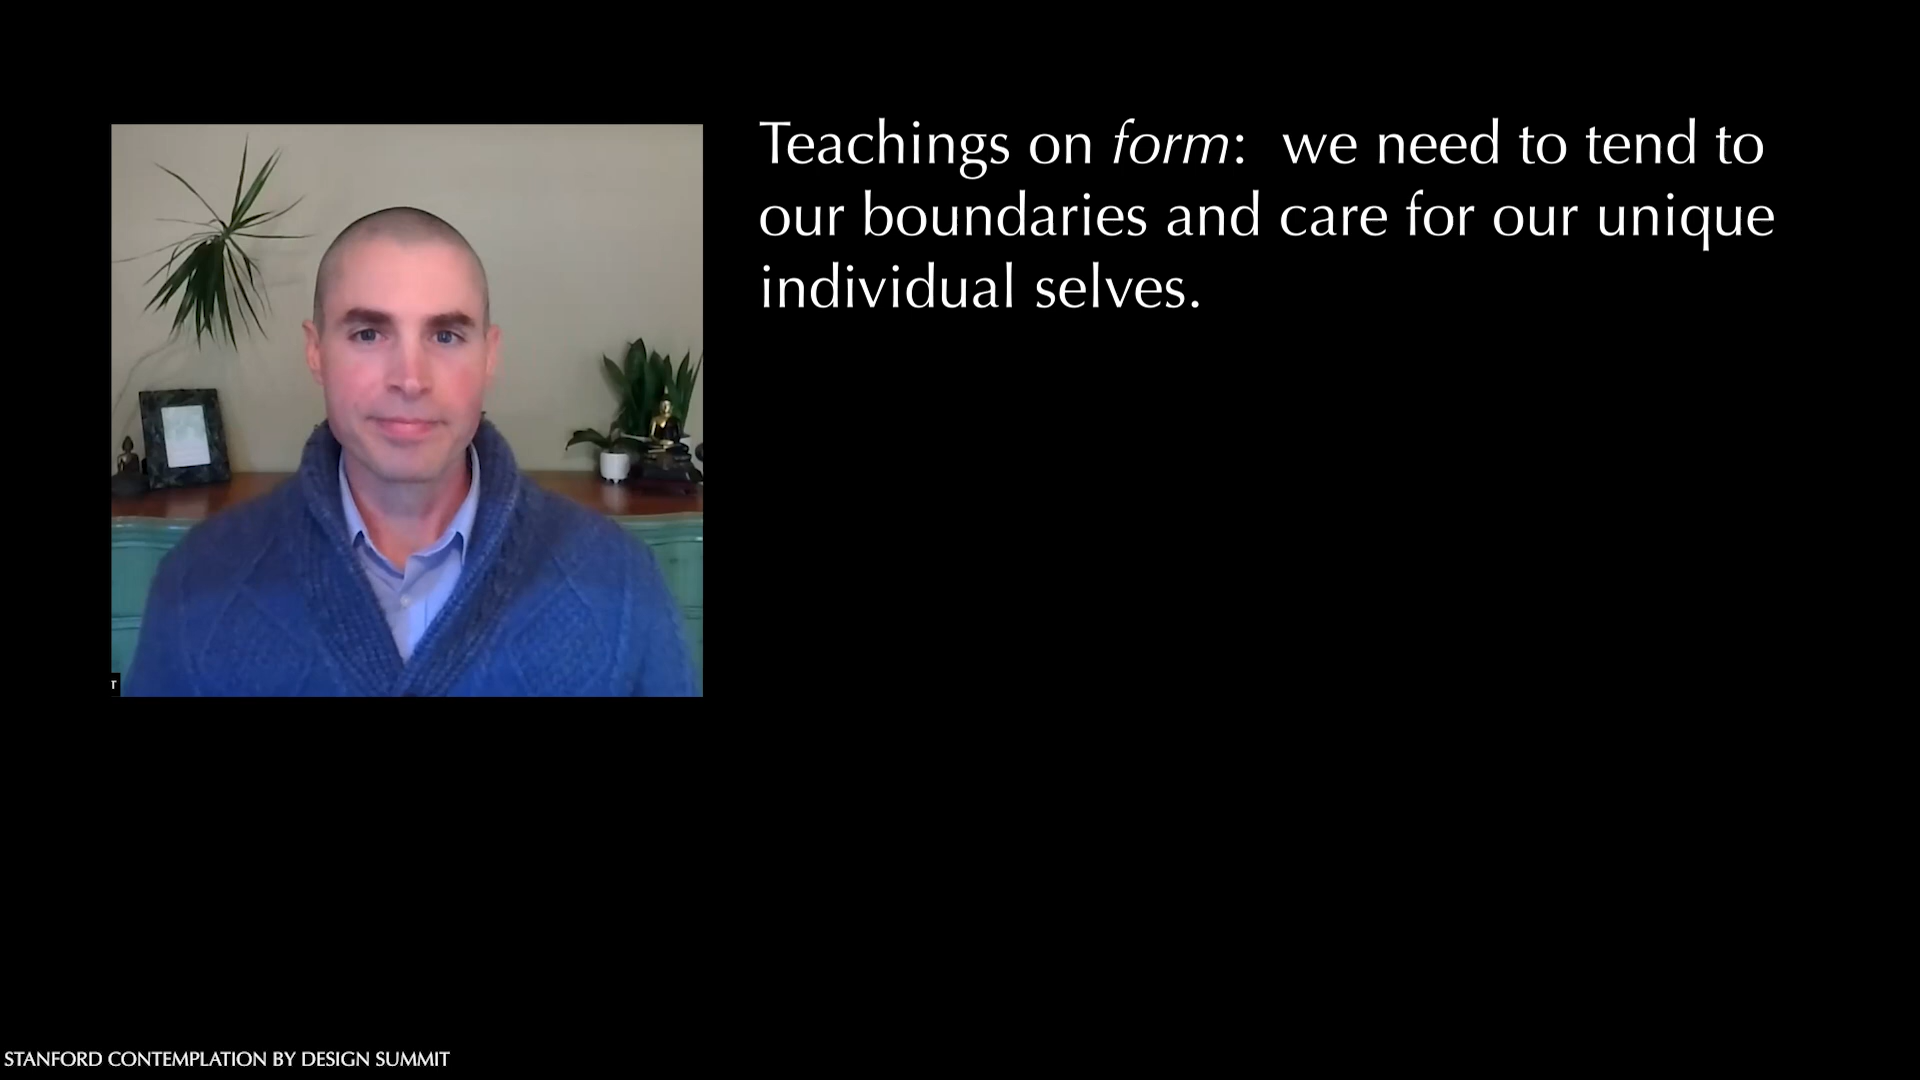 Teachings on form: we need to tend to
our boundaries and care for our unique
individual selves.
T
STANFORD CONTEMPLATION BY DESIGN SUMMIT